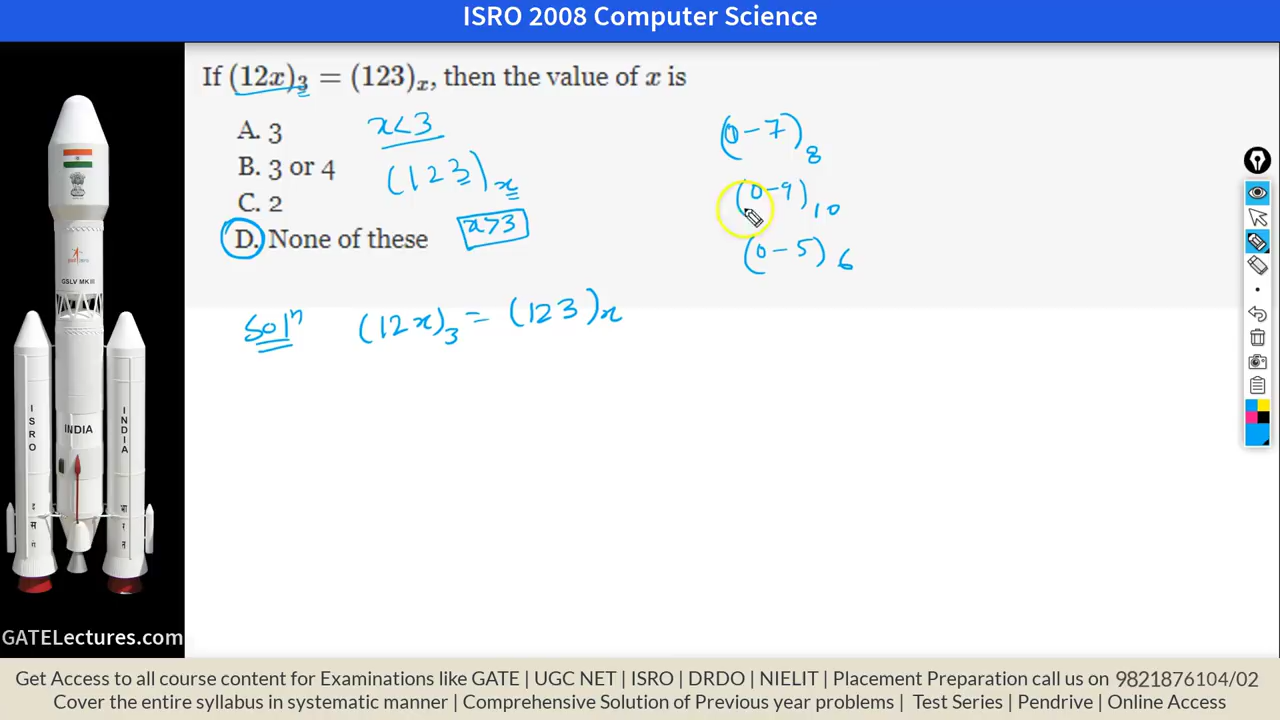 ISRO 2008 Computer Science
If (12x)₃ = (123)ₓ, then the value of x is
A. 3
B. 3 or 4
C. 2
D. None of these
x<3
(123)ₓ
x>3
(0-7)₈
(0-9)₁₀
(0-5)₆
Solⁿ (12x)₃ = (123)ₓ
GSLV MK III
ISRO
INDIA
INDIA
GATELectures.com
Get Access to all course content for Examinations like GATE | UGC NET | ISRO | DRDO | NIELIT | Placement Preparation call us on 9821876104/02
Cover the entire syllabus in systematic manner | Comprehensive Solution of Previous year problems | Test Series | Pendrive | Online Access